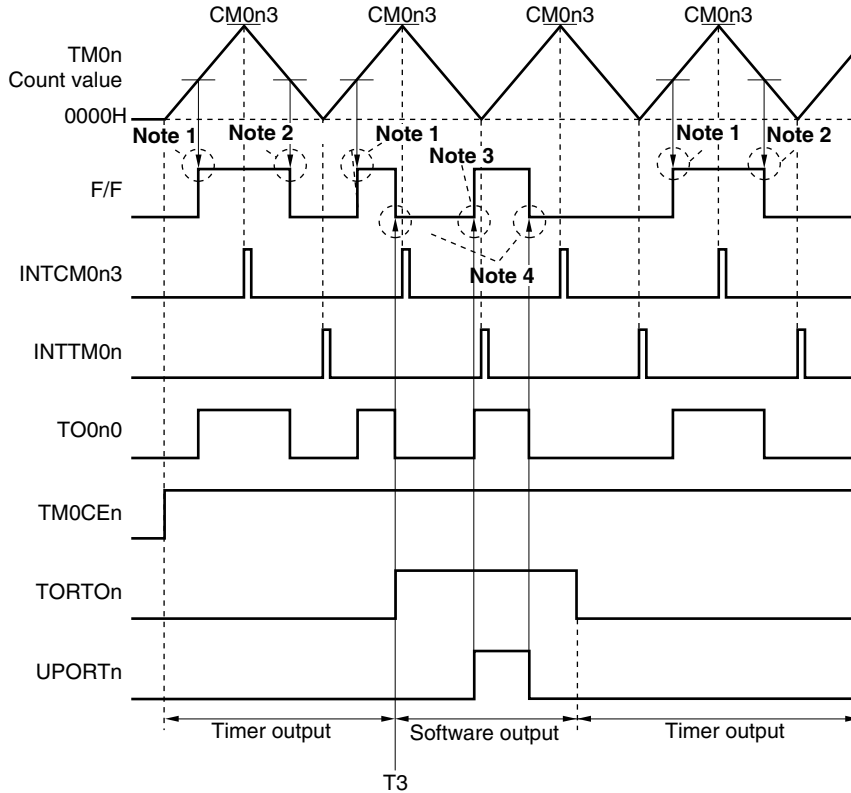 CM0n3 CM0n3 CM0n3
TM0n
Count value
0000H
Note 1 Note 2 Note 1 Note 1 Note 2
Note 3
F/F
Note 4
INTCM0n3
INTTM0n
TO0n0
TM0CEn
TORTOn
UPORTn
Timer output Software output Timer output
T3